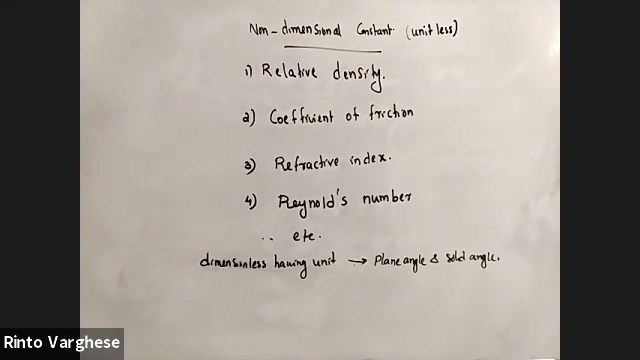 Non-dimensional Constant (unitless)
1) Relative density.
2) Coefficient of friction
3) Refractive index.
4) Reynold's number
.. etc.
dimensionless having unit → Plane angle & solid angle.
Rinto Varghese